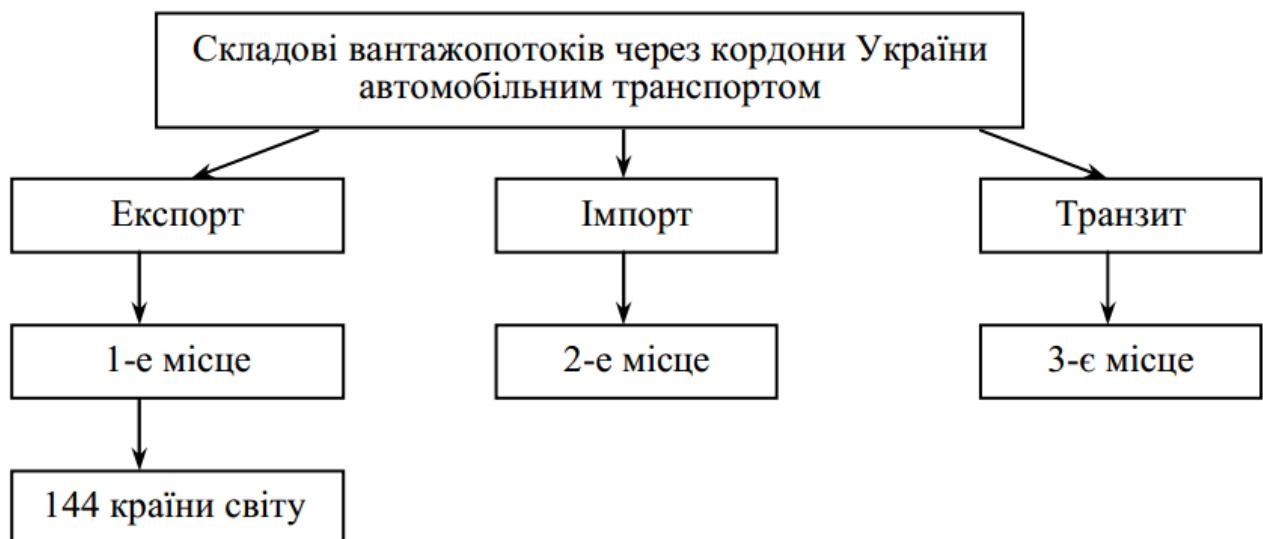 Складові вантажопотоків через кордони України
автомобільним транспортом
Експорт
Імпорт
Транзит
1-е місце
2-е місце
3-є місце
144 країни світу